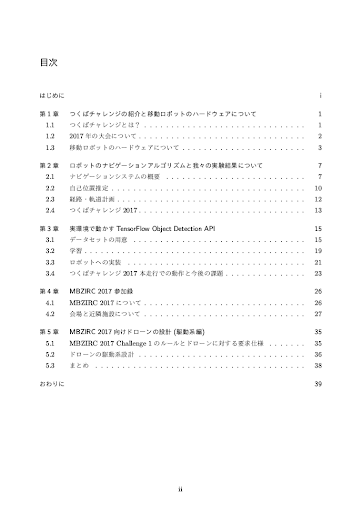 目次
はじめに i
第1章 つくばチャレンジの紹介と移動ロボットのハードウェアについて 1
1.1 つくばチャレンジとは？ . . . . . . . . . . . . . . . . . . . . . . . . . . . . . 1
1.2 2017年の大会について . . . . . . . . . . . . . . . . . . . . . . . . . . . . . 2
1.3 移動ロボットのハードウェア . . . . . . . . . . . . . . . . . . . . . . . . . . 3
第2章 ロボットのナビゲーションアルゴリズムと我々の実験結果について 7
2.1 ナビゲーションシステムの概要 . . . . . . . . . . . . . . . . . . . . . . . . . 7
2.2 自己位置推定 . . . . . . . . . . . . . . . . . . . . . . . . . . . . . . . . . . 10
2.3 経路・軌道計画 . . . . . . . . . . . . . . . . . . . . . . . . . . . . . . . . . 12
2.4 つくばチャレンジ 2017 . . . . . . . . . . . . . . . . . . . . . . . . . . . . . 13
第3章 実環境で動かす TensorFlow Object Detection API 15
3.1 データセットの用意 . . . . . . . . . . . . . . . . . . . . . . . . . . . . . . . 15
3.2 学習 . . . . . . . . . . . . . . . . . . . . . . . . . . . . . . . . . . . . . . . 19
3.3 ロボットへの実装 . . . . . . . . . . . . . . . . . . . . . . . . . . . . . . . . 21
3.4 つくばチャレンジ 2017 本走行での動作と今後の課題 . . . . . . . . . . . . . . 23
第4章 MBZIRC 2017 参加録 26
4.1 MBZIRC 2017 について . . . . . . . . . . . . . . . . . . . . . . . . . . . . 26
4.2 会場と近隣施設について . . . . . . . . . . . . . . . . . . . . . . . . . . . . 27
第5章 MBZIRC 2017 向けドローンの設計 (駆動系編) 35
5.1 MBZIRC 2017 Challenge 1 のルールとドローンに対する要求仕様 . . . . . . . 35
5.2 ドローンの駆動系設計 . . . . . . . . . . . . . . . . . . . . . . . . . . . . . 36
5.3 まとめ . . . . . . . . . . . . . . . . . . . . . . . . . . . . . . . . . . . . . 38
おわりに 39
ii